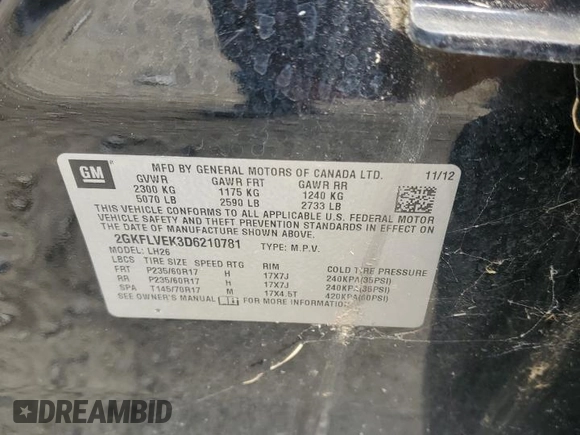 GM
MFD BY GENERAL MOTORS OF CANADA LTD.
11/12
GVWR GAWR FRT GAWR RR
2300 KG 1175 KG 1240 KG
5070 LB 2590 LB 2733 LB
THIS VEHICLE CONFORMS TO ALL APPLICABLE U.S. FEDERAL MOTOR
VEHICLE SAFETY AND THEFT PREVENTION STANDARDS IN EFFECT ON
THE DATE OF MANUFACTURE SHOWN ABOVE.
2GKFLVEK3D6210781 TYPE: M.P.V.
MODEL: LH26
LBCS TIRE SIZE SPEED RTG RIM COLD TIRE PRESSURE
FRT P235/60R17 H 17X7J 240KPA(35PSI)
RR P235/60R17 H 17X7J 240KPA(35PSI)
SPA T145/70R17 M 17X4.5T 420KPA(60PSI)
SEE OWNER'S MANUAL FOR MORE INFORMATION.
DREAMBID